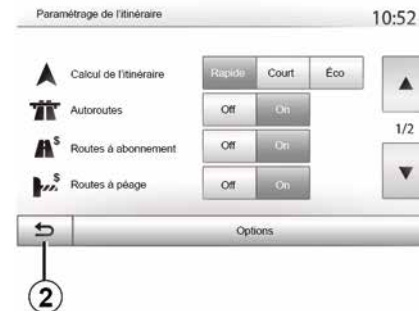 Paramétrage de l'itinéraire 10:52
Calcul de l'itinéraire Rapide Court Éco
Autoroutes Off On
1/2
Routes à abonnement Off On
Routes à péage Off On
Options
2